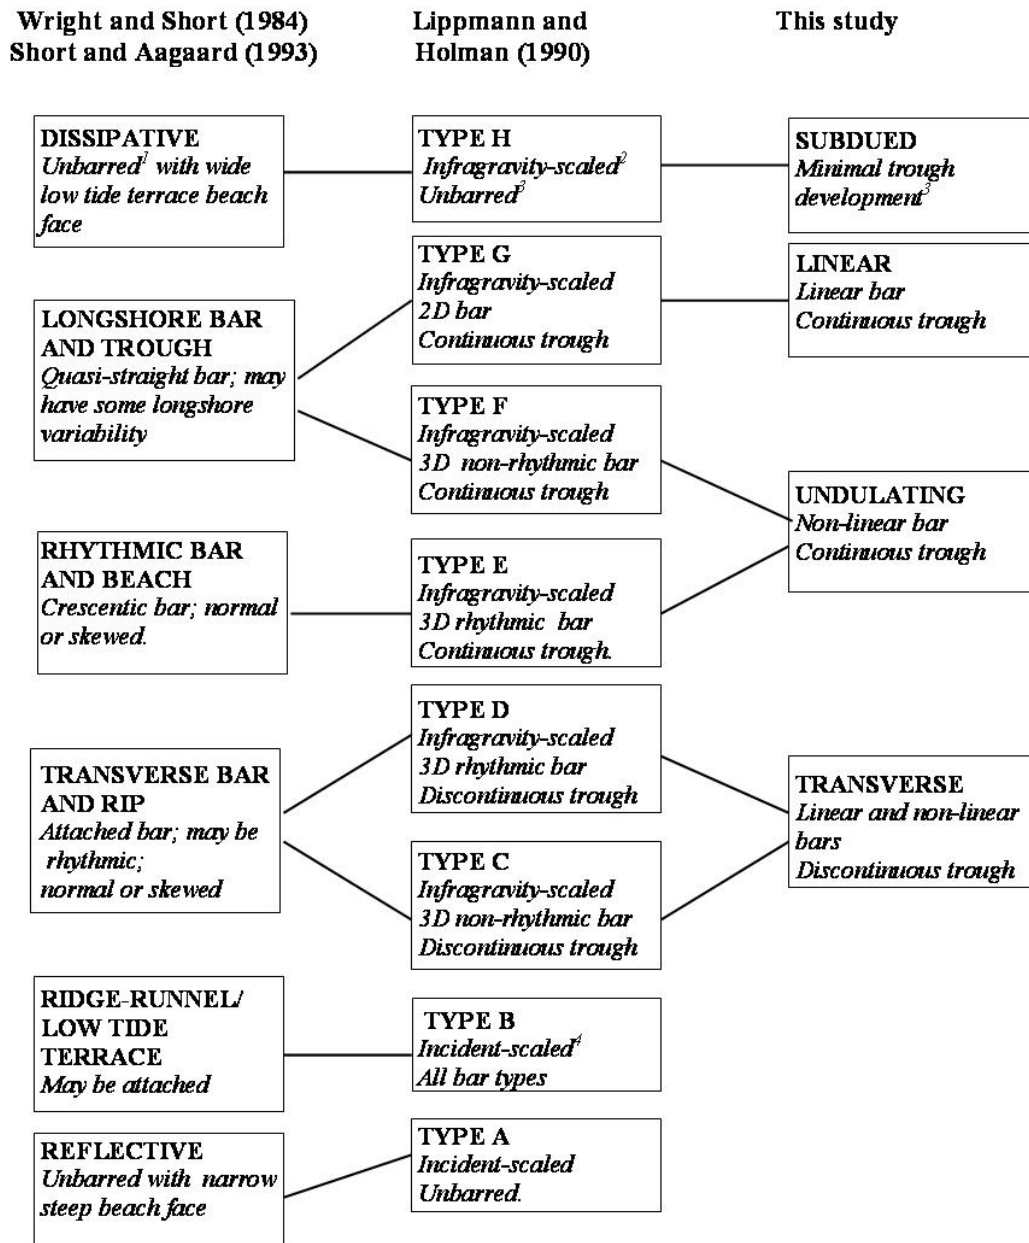 Wright and Short (1984)
Short and Aagaard (1993)
Lippmann and
Holman (1990)
This study
DISSIPATIVE
Unbarred¹ with wide
low tide terrace beach
face
TYPE H
Infragravity-scaled²
Unbarred³
SUBDUED
Minimal trough
development³
LONGSHORE BAR
AND TROUGH
Quasi-straight bar; may
have some longshore
variability
TYPE G
Infragravity-scaled
2D bar
Continuous trough
LINEAR
Linear bar
Continuous trough
TYPE F
Infragravity-scaled
3D non-rhythmic bar
Continuous trough
UNDULATING
Non-linear bar
Continuous trough
RHYTHMIC BAR
AND BEACH
Crescentic bar; normal
or skewed.
TYPE E
Infragravity-scaled
3D rhythmic bar
Continuous trough.
TRANSVERSE BAR
AND RIP
Attached bar; may be
rhythmic;
normal or skewed
TYPE D
Infragravity-scaled
3D rhythmic bar
Discontinuous trough
TRANSVERSE
Linear and non-linear
bars
Discontinuous trough
TYPE C
Infragravity-scaled
3D non-rhythmic bar
Discontinuous trough
RIDGE-RUNNEL/
LOW TIDE
TERRACE
May be attached
TYPE B
Incident-scaled⁴
All bar types
REFLECTIVE
Unbarred with narrow
steep beach face
TYPE A
Incident-scaled
Unbarred.